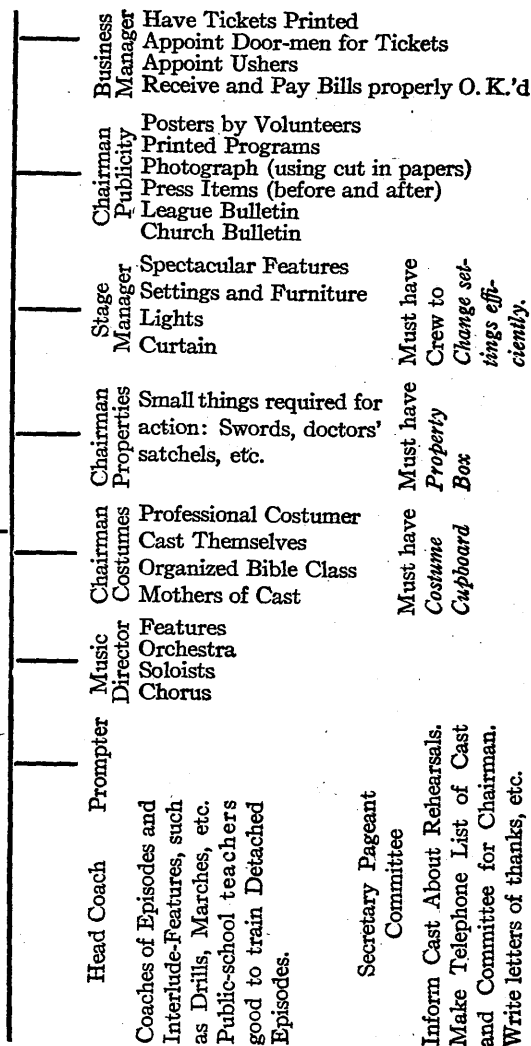 Business
Manager
Have Tickets Printed
Appoint Door-men for Tickets
Appoint Ushers
Receive and Pay Bills properly O. K.'d
Chairman
Publicity
Posters by Volunteers
Printed Programs
Photograph (using cut in papers)
Press Items (before and after)
League Bulletin
Church Bulletin
Stage
Manager
Spectacular Features
Settings and Furniture
Lights
Curtain
Must have
Crew to
Change set-
tings effi-
ciently.
Chairman
Properties
Small things required for
action: Swords, doctors'
satchels, etc.
Must have
Property
Box
Chairman
Costumes
Professional Costumer
Cast Themselves
Organized Bible Class
Mothers of Cast
Must have
Costume
Cupboard
Music
Director
Features
Orchestra
Soloists
Chorus
Prompter
Head Coach
Coaches of Episodes and
Interlude-Features, such
as Drills, Marches, etc.
Public-school teachers
good to train Detached
Episodes.
Secretary Pageant
Committee
Inform Cast About Rehearsals.
Make Telephone List of Cast
and Committee for Chairman.
Write letters of thanks, etc.